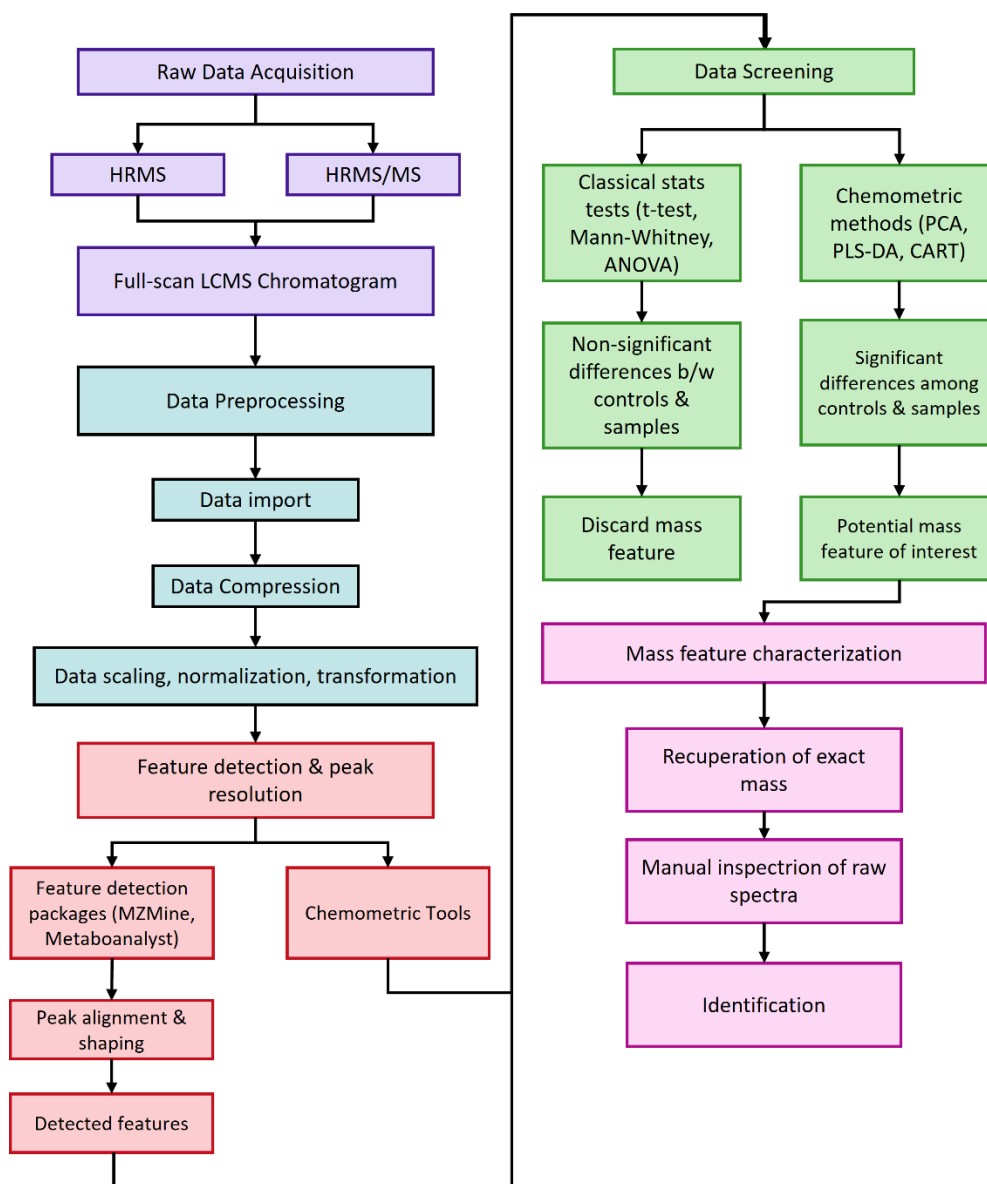 Raw Data Acquisition
HRMS
HRMS/MS
Full-scan LCMS Chromatogram
Data Preprocessing
Data import
Data Compression
Data scaling, normalization, transformation
Feature detection & peak
resolution
Feature detection
packages (MZMine,
Metaboanalyst)
Chemometric Tools
Peak alignment &
shaping
Detected features
Data Screening
Classical stats
tests (t-test,
Mann-Whitney,
ANOVA)
Chemometric
methods (PCA,
PLS-DA, CART)
Non-significant
differences b/w
controls &
samples
Significant
differences among
controls & samples
Discard mass
feature
Potential mass
feature of interest
Mass feature characterization
Recuperation of exact
mass
Manual inspectrion of raw
spectra
Identification